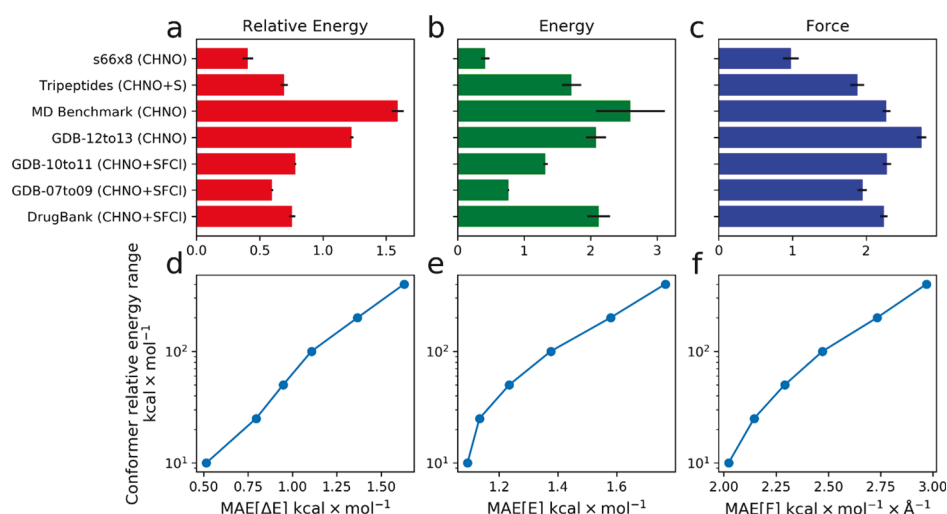 a
Relative Energy
b
Energy
c
Force
s66x8 (CHNO)
Tripeptides (CHNO+S)
MD Benchmark (CHNO)
GDB-12to13 (CHNO)
GDB-10to11 (CHNO+SFCl)
GDB-07to09 (CHNO+SFCl)
DrugBank (CHNO+SFCl)
0.0 0.5 1.0 1.5
0 1 2 3
0 1 2
d
e
f
Conformer relative energy range
kcal × mol⁻¹
10²
10¹
10²
10¹
10²
10¹
0.50 0.75 1.00 1.25 1.50
1.2 1.4 1.6
2.00 2.25 2.50 2.75 3.00
MAE[ΔE] kcal × mol⁻¹
MAE[E] kcal × mol⁻¹
MAE[F] kcal × mol⁻¹ × Å⁻¹